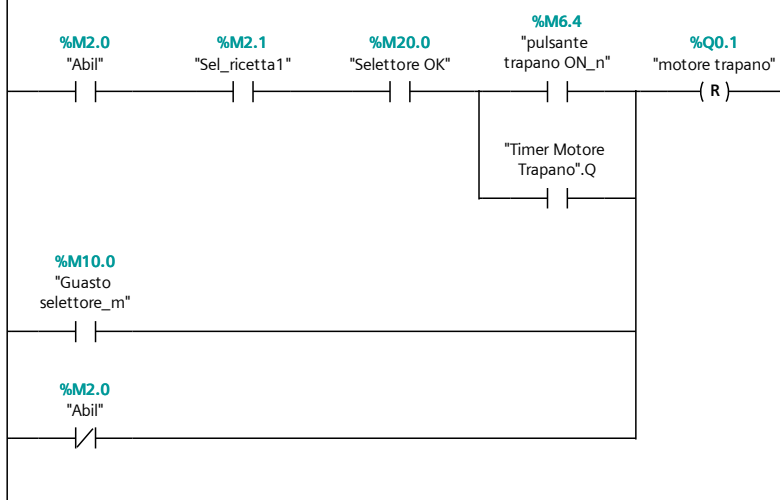 %M6.4
%M2.0 %M2.1 %M20.0 "pulsante %Q0.1
"Abil" "Sel_ricetta1" "Selettore OK" trapano ON_n" "motore trapano"
R
"Timer Motore
Trapano".Q
%M10.0
"Guasto
selettore_m"
%M2.0
"Abil"